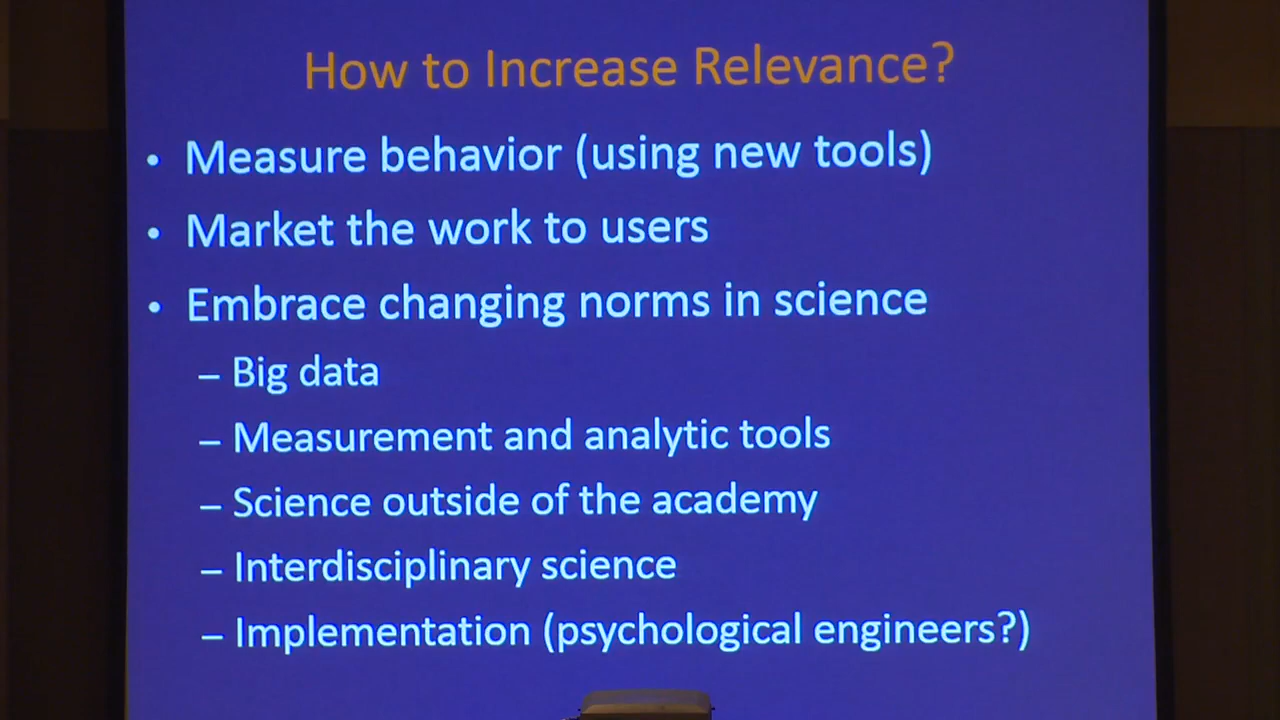 How to Increase Relevance?
• Measure behavior (using new tools)
• Market the work to users
• Embrace changing norms in science
– Big data
– Measurement and analytic tools
– Science outside of the academy
– Interdisciplinary science
– Implementation (psychological engineers?)